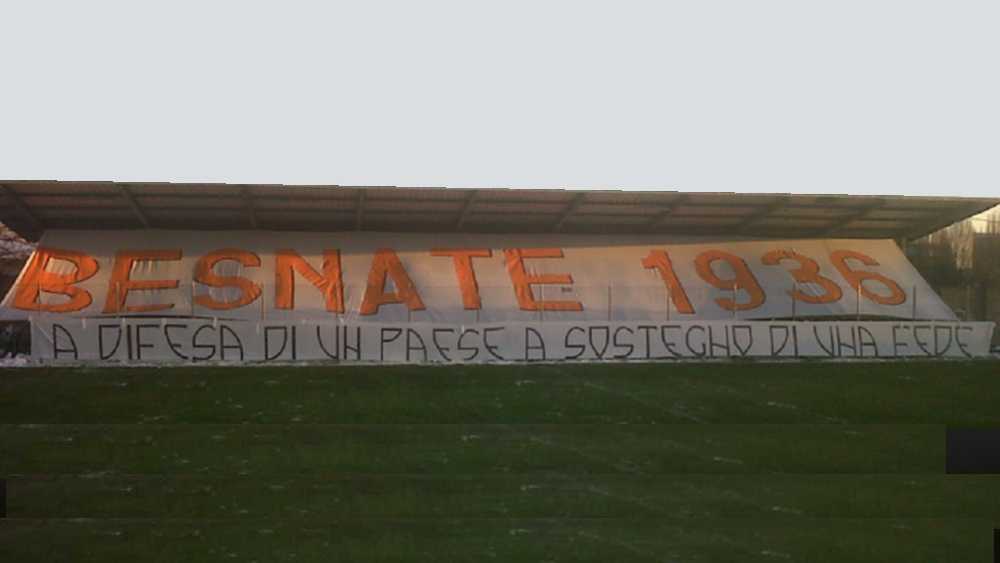 BESNATE 1936
A DIFESA DI UN PAESE A SOSTEGNO DI UNA FEDE